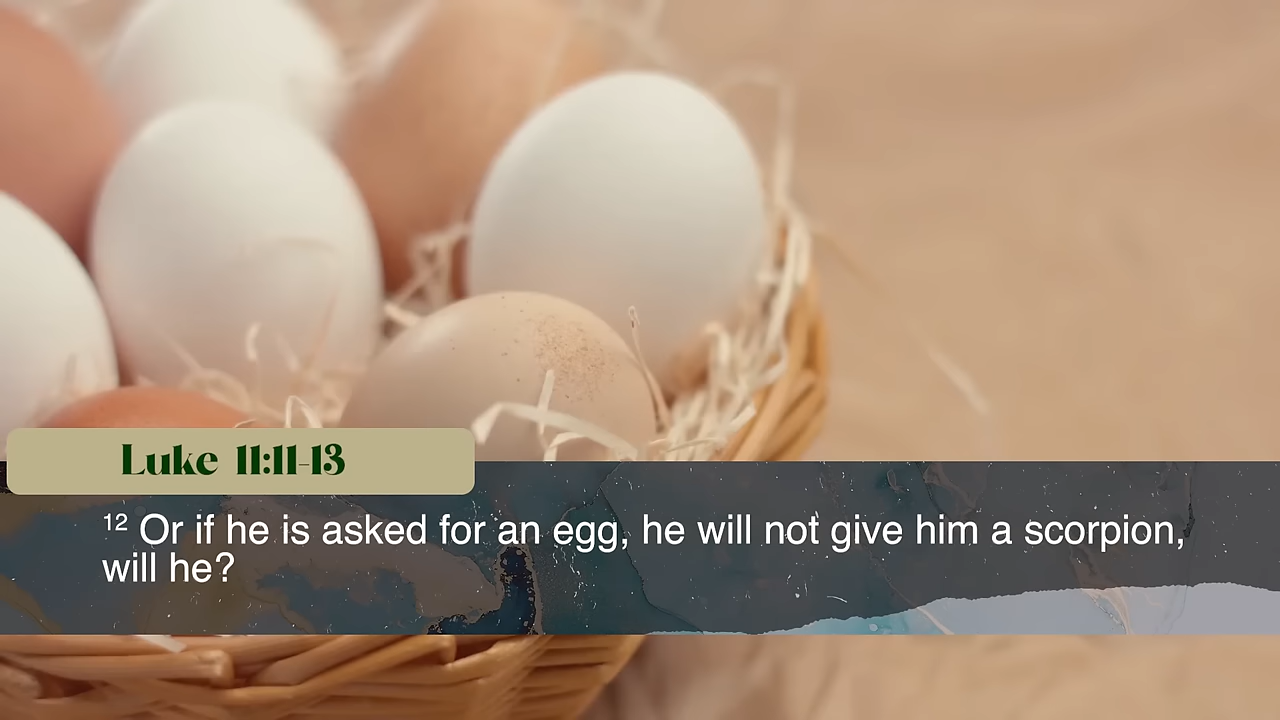 Luke 11:11-13
¹² Or if he is asked for an egg, he will not give him a scorpion,
will he?